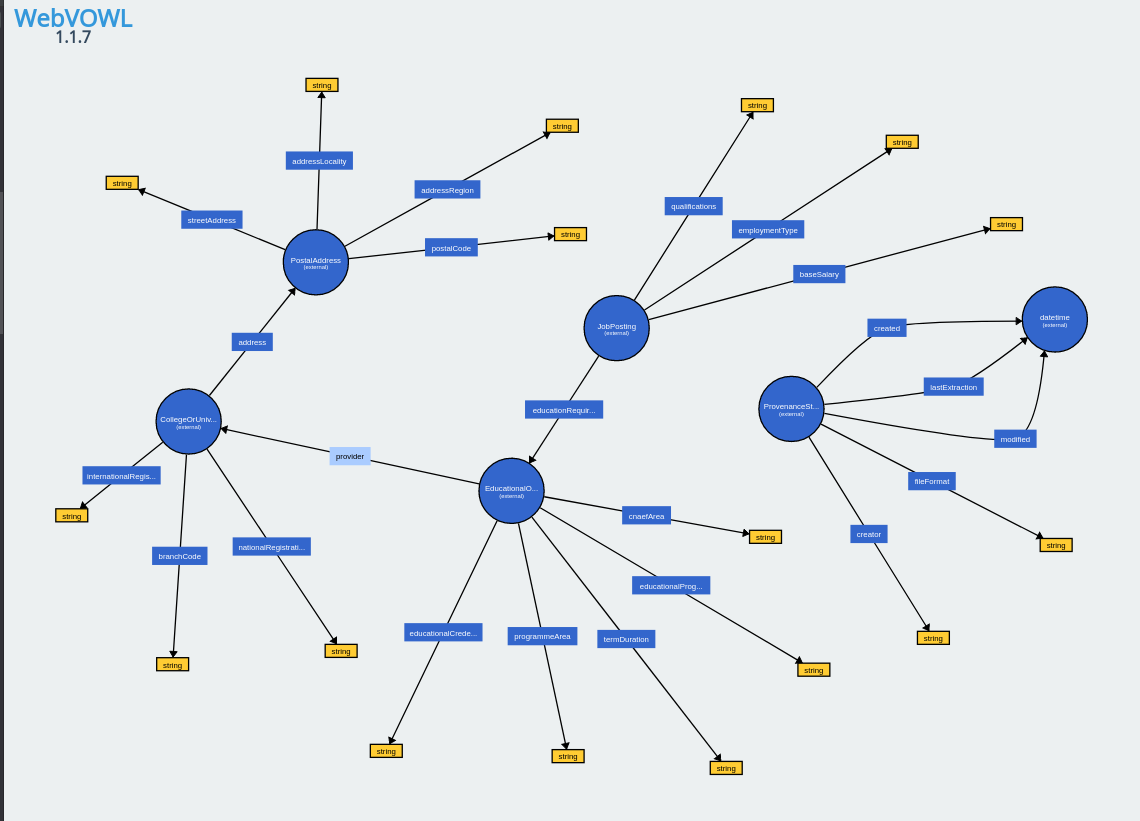 WebVOWL
1.1.7
string
string
string
string
addressLocality
string
string
addressRegion
qualifications
streetAddress
string
employmentType
string
postalCode
PostalAddress
(external)
baseSalary
datetime
(external)
JobPosting
(external)
created
address
lastExtraction
ProvenanceSt...
(external)
educationRequir...
CollegeOrUniv...
(external)
modified
provider
internationalRegis...
fileFormat
EducationalO...
(external)
string
cnaefArea
creator
string
string
nationalRegistrati...
branchCode
educationalProg...
educationalCrede...
programmeArea
termDuration
string
string
string
string
string
string
string